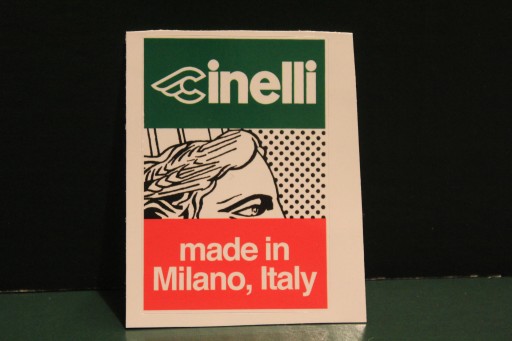 cinelli
made in
Milano, Italy